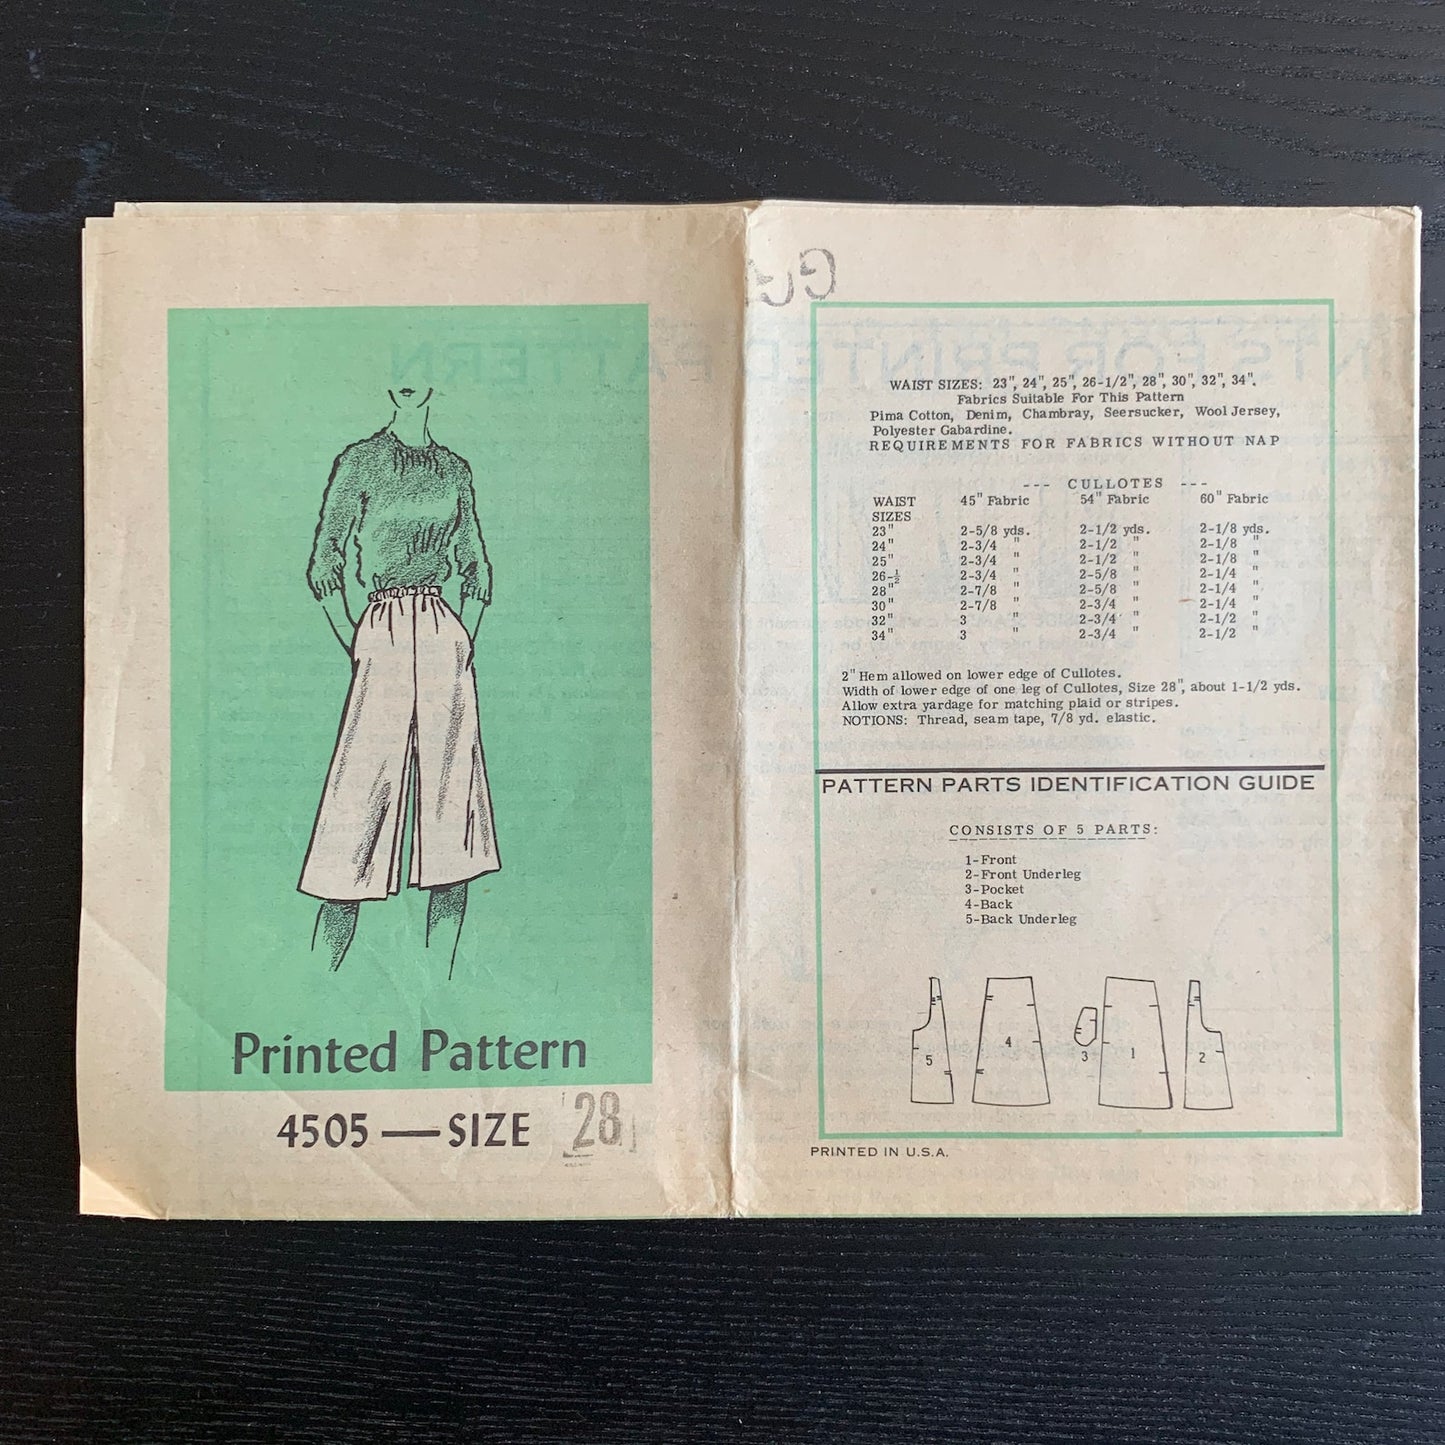 Printed Pattern
4505 — SIZE 28
WAIST SIZES: 23", 24", 25", 26-1/2", 28", 30", 32", 34".
Fabrics Suitable For This Pattern
Pima Cotton, Denim, Chambray, Seersucker, Wool Jersey,
Polyester Gabardine.
REQUIREMENTS FOR FABRICS WITHOUT NAP
--- CULLOTES ---
WAIST 45" Fabric 54" Fabric 60" Fabric
SIZES
23" 2-5/8 yds. 2-1/2 yds. 2-1/8 yds.
24" 2-3/4 " 2-1/2 " 2-1/8 "
25" 2-3/4 " 2-1/2 " 2-1/8 "
26-½ 2-3/4 " 2-5/8 " 2-1/4 "
28" 2-7/8 " 2-5/8 " 2-1/4 "
30" 2-7/8 " 2-3/4 " 2-1/4 "
32" 3 " 2-3/4 " 2-1/2 "
34" 3 " 2-3/4 " 2-1/2 "
2" Hem allowed on lower edge of Cullotes.
Width of lower edge of one leg of Cullotes, Size 28", about 1-1/2 yds.
Allow extra yardage for matching plaid or stripes.
NOTIONS: Thread, seam tape, 7/8 yd. elastic.
PATTERN PARTS IDENTIFICATION GUIDE
CONSISTS OF 5 PARTS:
1-Front
2-Front Underleg
3-Pocket
4-Back
5-Back Underleg
5 4 3 1 2
PRINTED IN U.S.A.